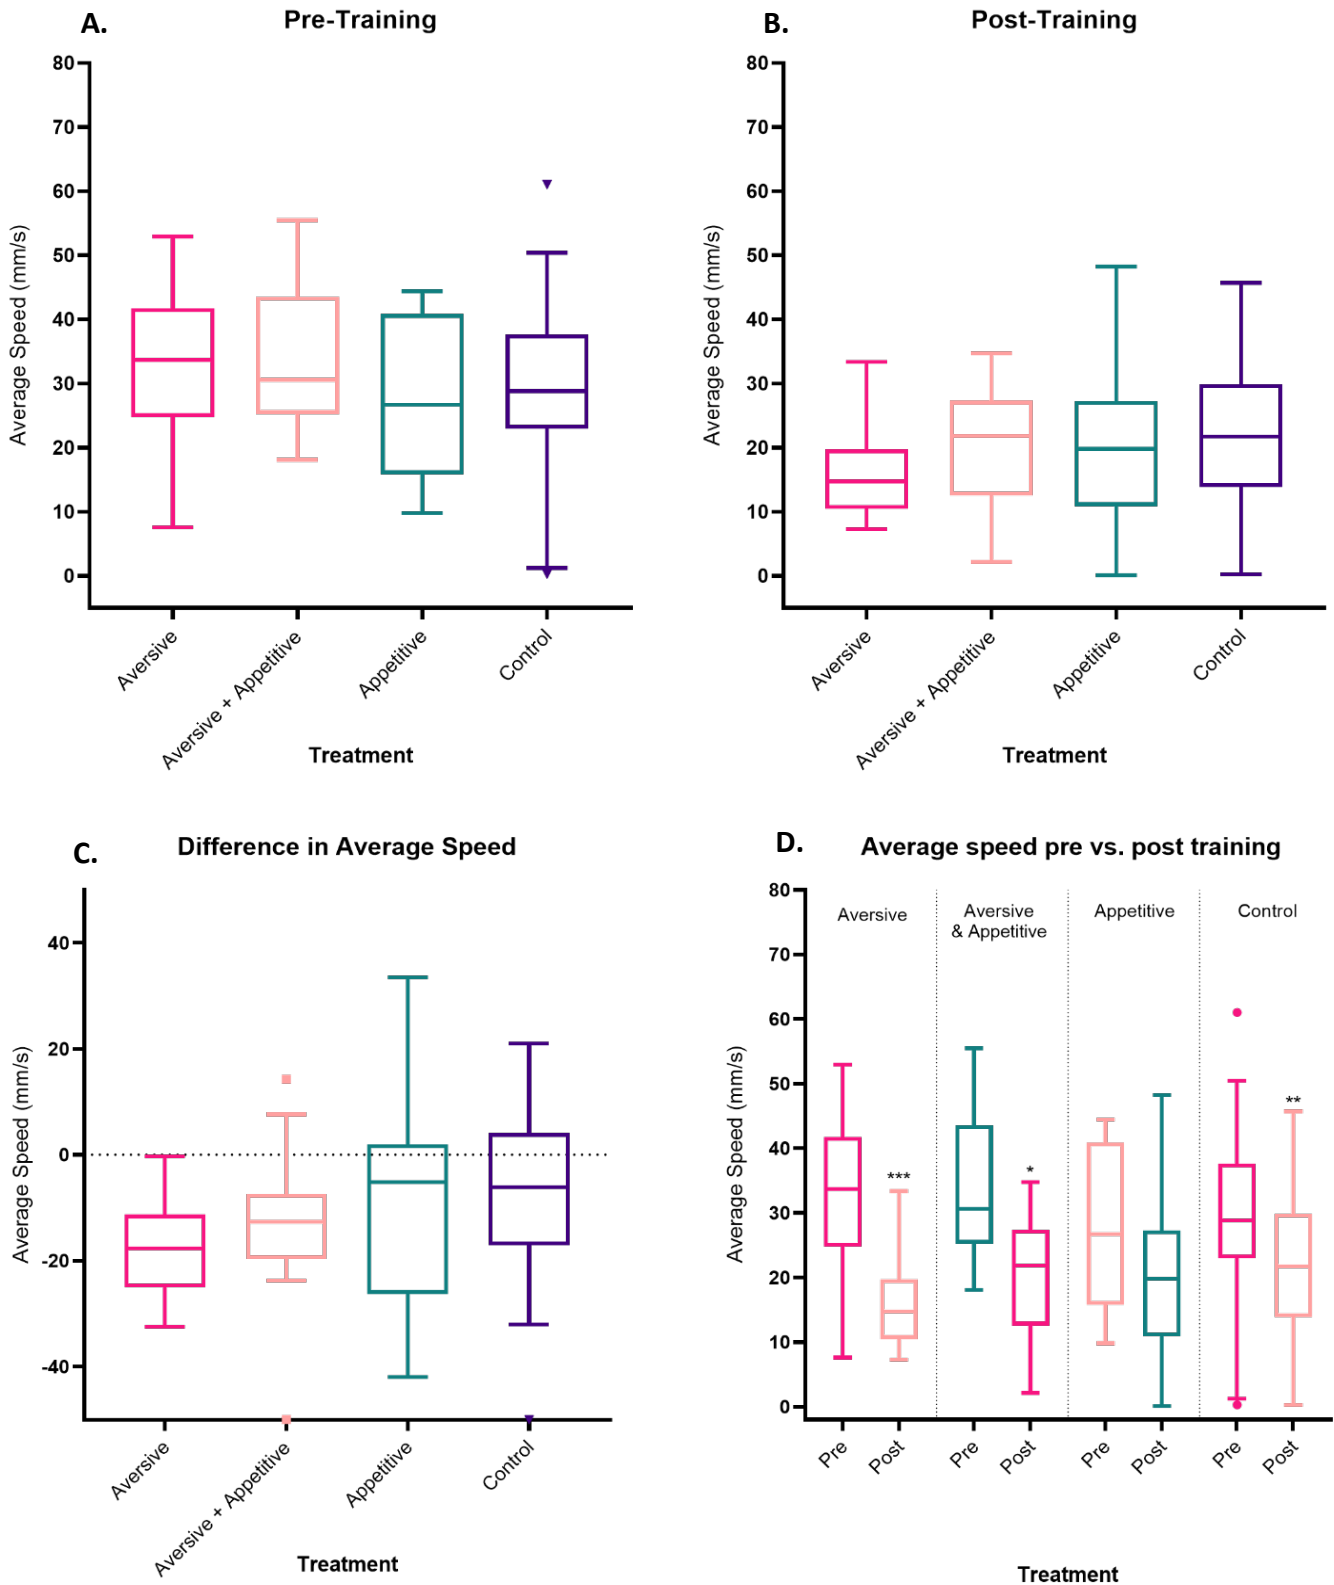 A.
Pre-Training
80
70
60
50
40
30
20
10
0
Average Speed (mm/s)
Aversive
Aversive + Appetitive
Appetitive
Control
Treatment
B.
Post-Training
80
70
60
50
40
30
20
10
0
Average Speed (mm/s)
Aversive
Aversive + Appetitive
Appetitive
Control
Treatment
C.
Difference in Average Speed
40
20
0
-20
-40
Average Speed (mm/s)
Aversive
Aversive + Appetitive
Appetitive
Control
Treatment
D.
Average speed pre vs. post training
80
70
60
50
40
30
20
10
0
Average Speed (mm/s)
Aversive
Aversive
& Appetitive
Appetitive
Control
***
*
**
Pre
Post
Pre
Post
Pre
Post
Pre
Post
Treatment